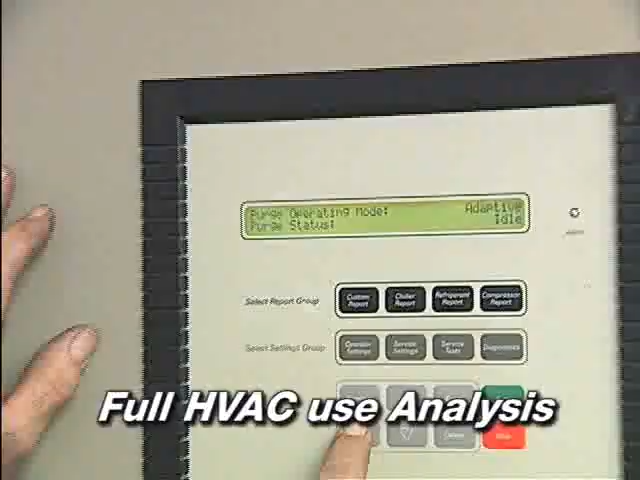 Purge Operating Mode: Adaptive
Purge Status: Idle
Select Report Group
Custom Report
Chiller Report
Refrigerant Report
Compressor Report
Select Settings Group
Operator Settings
Service Settings
Service Tests
Diagnostics
Full HVAC use Analysis